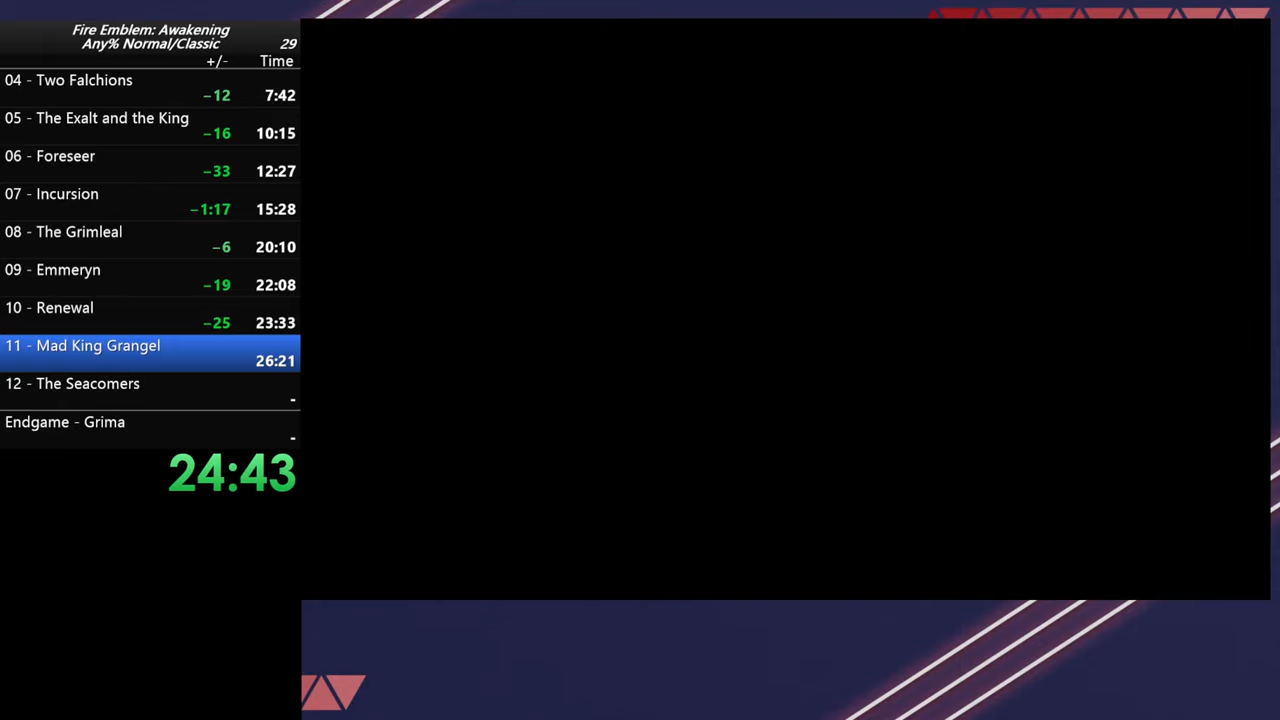 Fire Emblem: Awakening
Any% Normal/Classic 29
+/- Time
04 - Two Falchions
-12 7:42
05 - The Exalt and the King
-16 10:15
06 - Foreseer
-33 12:27
07 - Incursion
-1:17 15:28
08 - The Grimleal
-6 20:10
09 - Emmeryn
-19 22:08
10 - Renewal
-25 23:33
11 - Mad King Grangel
26:21
12 - The Seacomers
-
Endgame - Grima
-
24:43